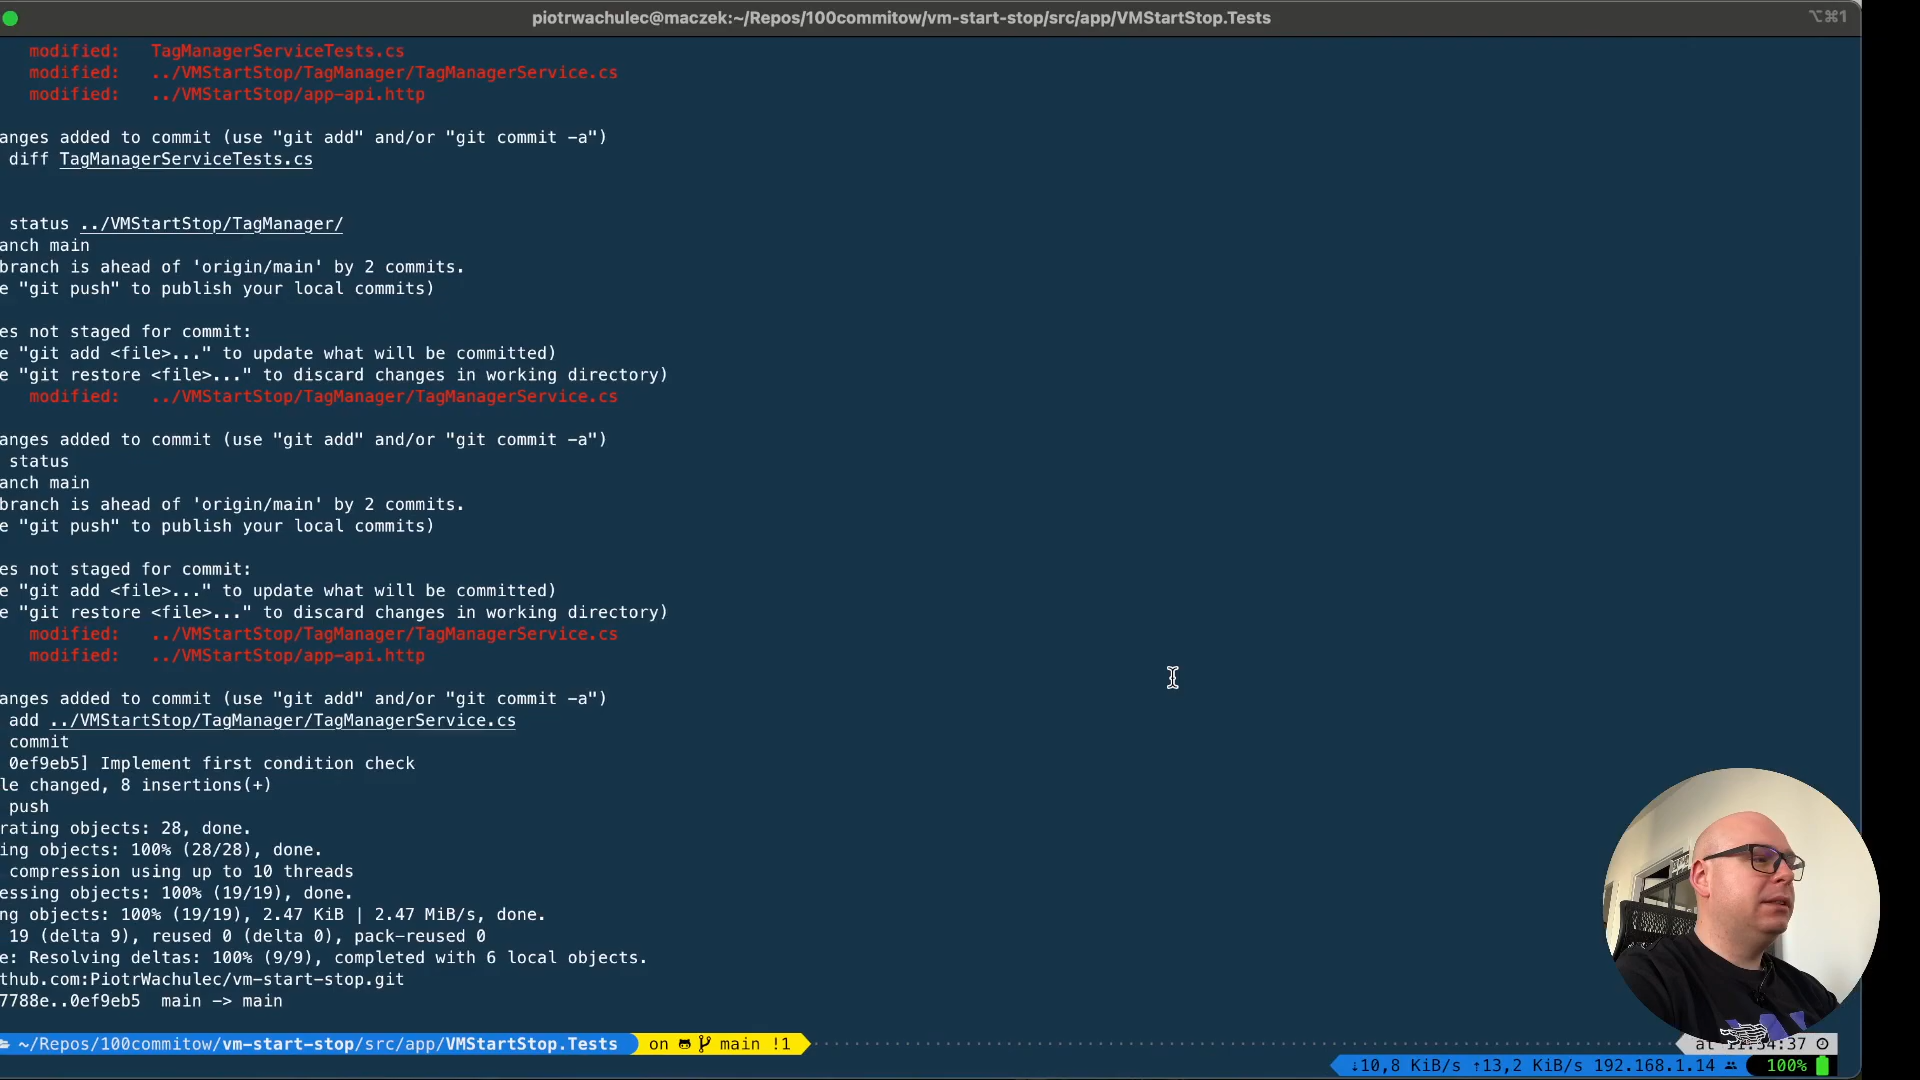 piotrwachulec@maczek:~/Repos/100commitow/vm-start-stop/src/app/VMStartStop.Tests
⌥⌘1
modified: TagManagerServiceTests.cs
modified: ../VMStartStop/TagManager/TagManagerService.cs
modified: ../VMStartStop/app-api.http
anges added to commit (use "git add" and/or "git commit -a")
diff TagManagerServiceTests.cs
status ../VMStartStop/TagManager/
anch main
branch is ahead of 'origin/main' by 2 commits.
e "git push" to publish your local commits)
es not staged for commit:
e "git add <file>..." to update what will be committed)
e "git restore <file>..." to discard changes in working directory)
modified: ../VMStartStop/TagManager/TagManagerService.cs
anges added to commit (use "git add" and/or "git commit -a")
status
anch main
branch is ahead of 'origin/main' by 2 commits.
e "git push" to publish your local commits)
es not staged for commit:
e "git add <file>..." to update what will be committed)
e "git restore <file>..." to discard changes in working directory)
modified: ../VMStartStop/TagManager/TagManagerService.cs
modified: ../VMStartStop/app-api.http
anges added to commit (use "git add" and/or "git commit -a")
add ../VMStartStop/TagManager/TagManagerService.cs
commit
0ef9eb5] Implement first condition check
le changed, 8 insertions(+)
push
rating objects: 28, done.
ing objects: 100% (28/28), done.
compression using up to 10 threads
essing objects: 100% (19/19), done.
ng objects: 100% (19/19), 2.47 KiB | 2.47 MiB/s, done.
19 (delta 9), reused 0 (delta 0), pack-reused 0
e: Resolving deltas: 100% (9/9), completed with 6 local objects.
thub.com:PiotrWachulec/vm-start-stop.git
7788e..0ef9eb5 main -> main
~/Repos/100commitow/vm-start-stop/src/app/VMStartStop.Tests on main !1
↓10,8 KiB/s ↑13,2 KiB/s 192.168.1.14 100%